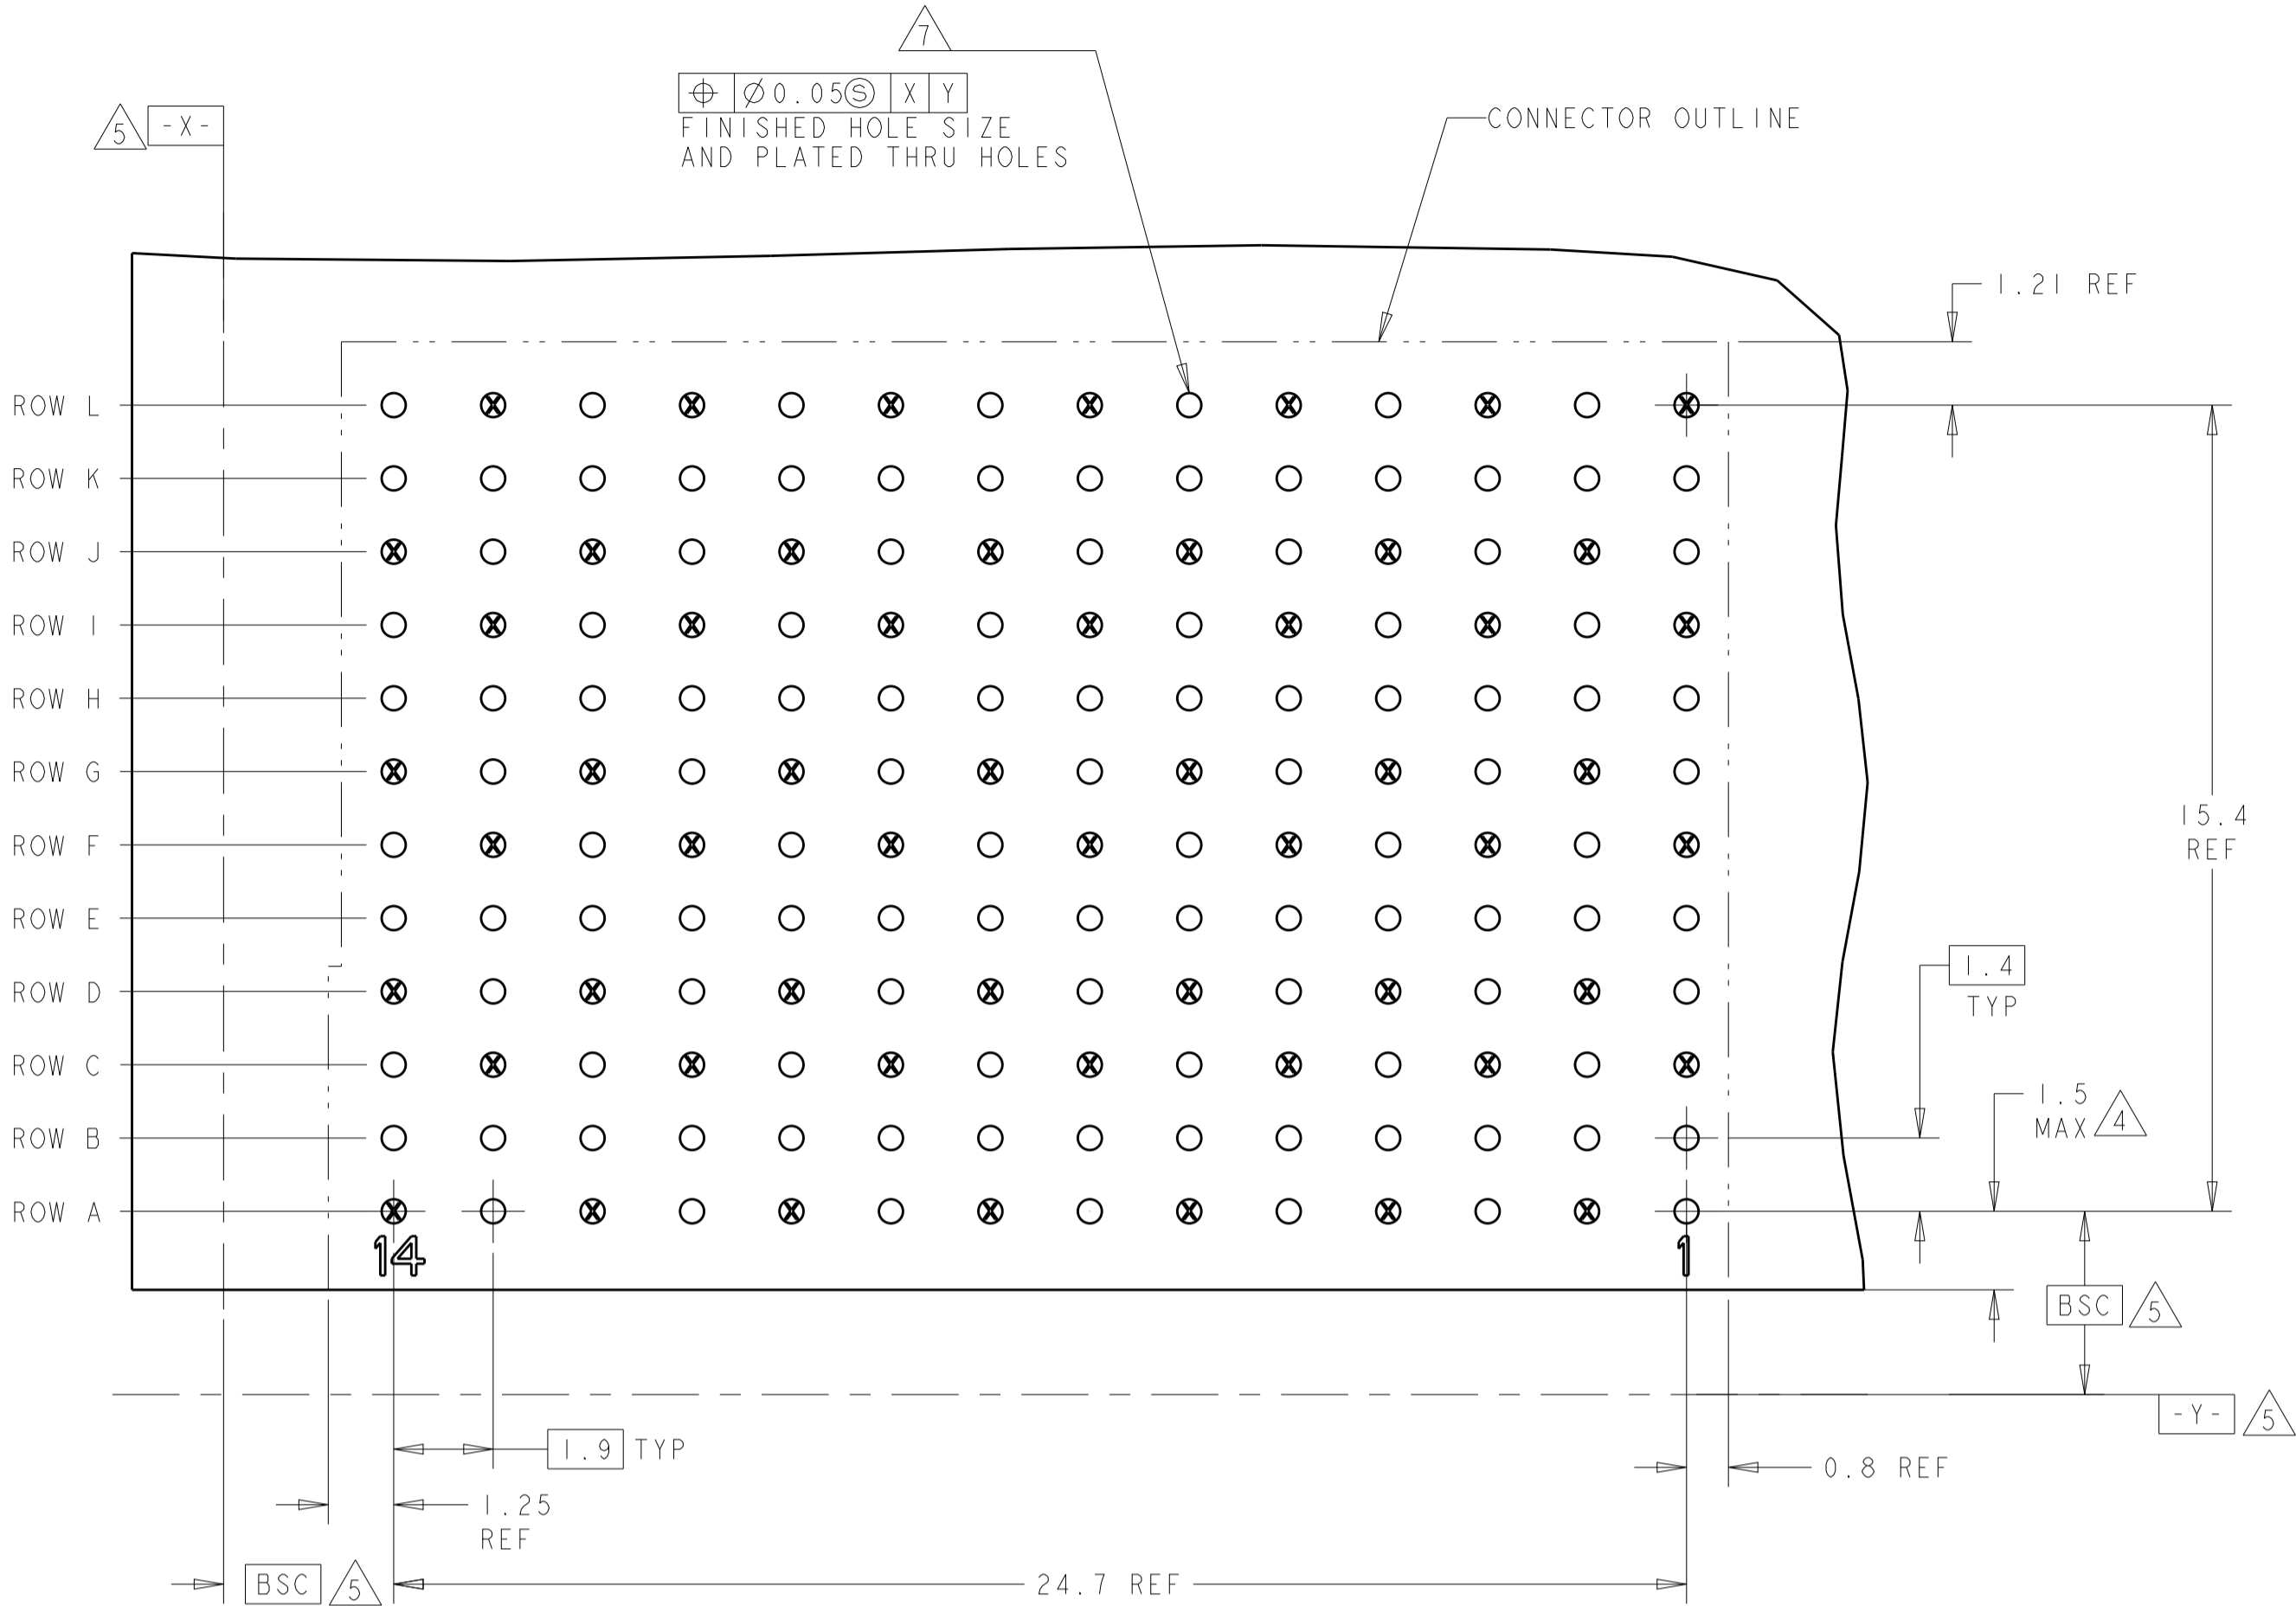 7
⌖ ⌀0.05Ⓢ X Y
FINISHED HOLE SIZE
AND PLATED THRU HOLES
5 -X-
CONNECTOR OUTLINE
1.21 REF
ROW L
ROW K
ROW J
ROW I
ROW H
ROW G
ROW F
ROW E
ROW D
ROW C
ROW B
ROW A
15.4
REF
1.4
TYP
1.5
MAX 4
14
1
BSC 5
-Y- 5
1.9 TYP
0.8 REF
1.25
REF
BSC 5
24.7 REF